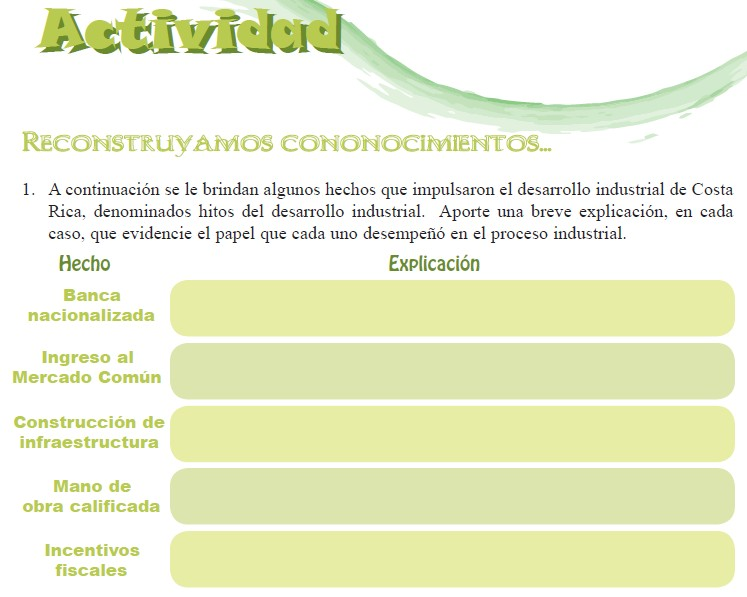 Actividad
RECONSTRUYAMOS CONONOCIMIENTOS...
1. A continuación se le brindan algunos hechos que impulsaron el desarrollo industrial de Costa
Rica, denominados hitos del desarrollo industrial. Aporte una breve explicación, en cada
caso, que evidencie el papel que cada uno desempeñó en el proceso industrial.
Hecho Explicación
Banca
nacionalizada
Ingreso al
Mercado Común
Construcción de
infraestructura
Mano de
obra calificada
Incentivos
fiscales